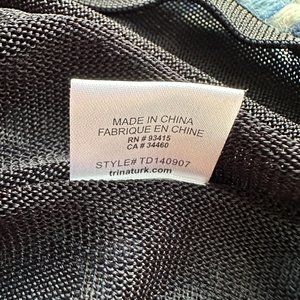 MADE IN CHINA
FABRIQUE EN CHINE
RN # 93415
CA # 34460
STYLE# TD140907
trinaturk.com